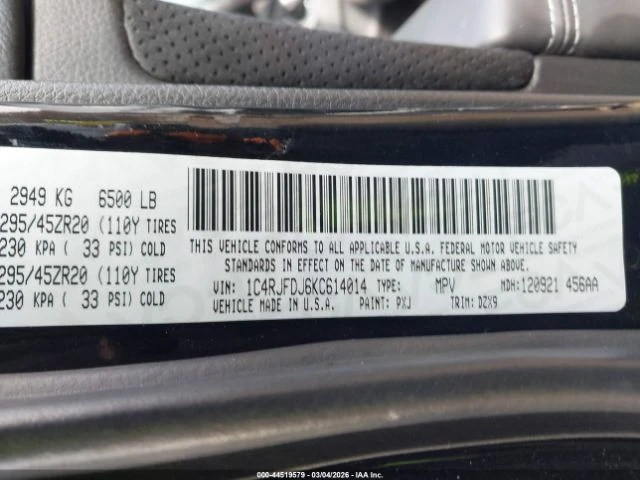 2949 KG 6500 LB
295/45ZR20 (110Y TIRES
230 KPA ( 33 PSI) COLD
295/45ZR20 (110Y TIRES
230 KPA ( 33 PSI) COLD
THIS VEHICLE CONFORMS TO ALL APPLICABLE U.S.A. FEDERAL MOTOR VEHICLE SAFETY
STANDARDS IN EFFECT ON THE DATE OF MANUFACTURE SHOWN ABOVE.
VIN: 1C4RJFDJ6KC614014 TYPE: MPV MDH: 120921 456AA
VEHICLE MADE IN U.S.A. PAINT: PXJ TRIM: DZX9
000-44519579 - 03/04/2026 - IAAI.com